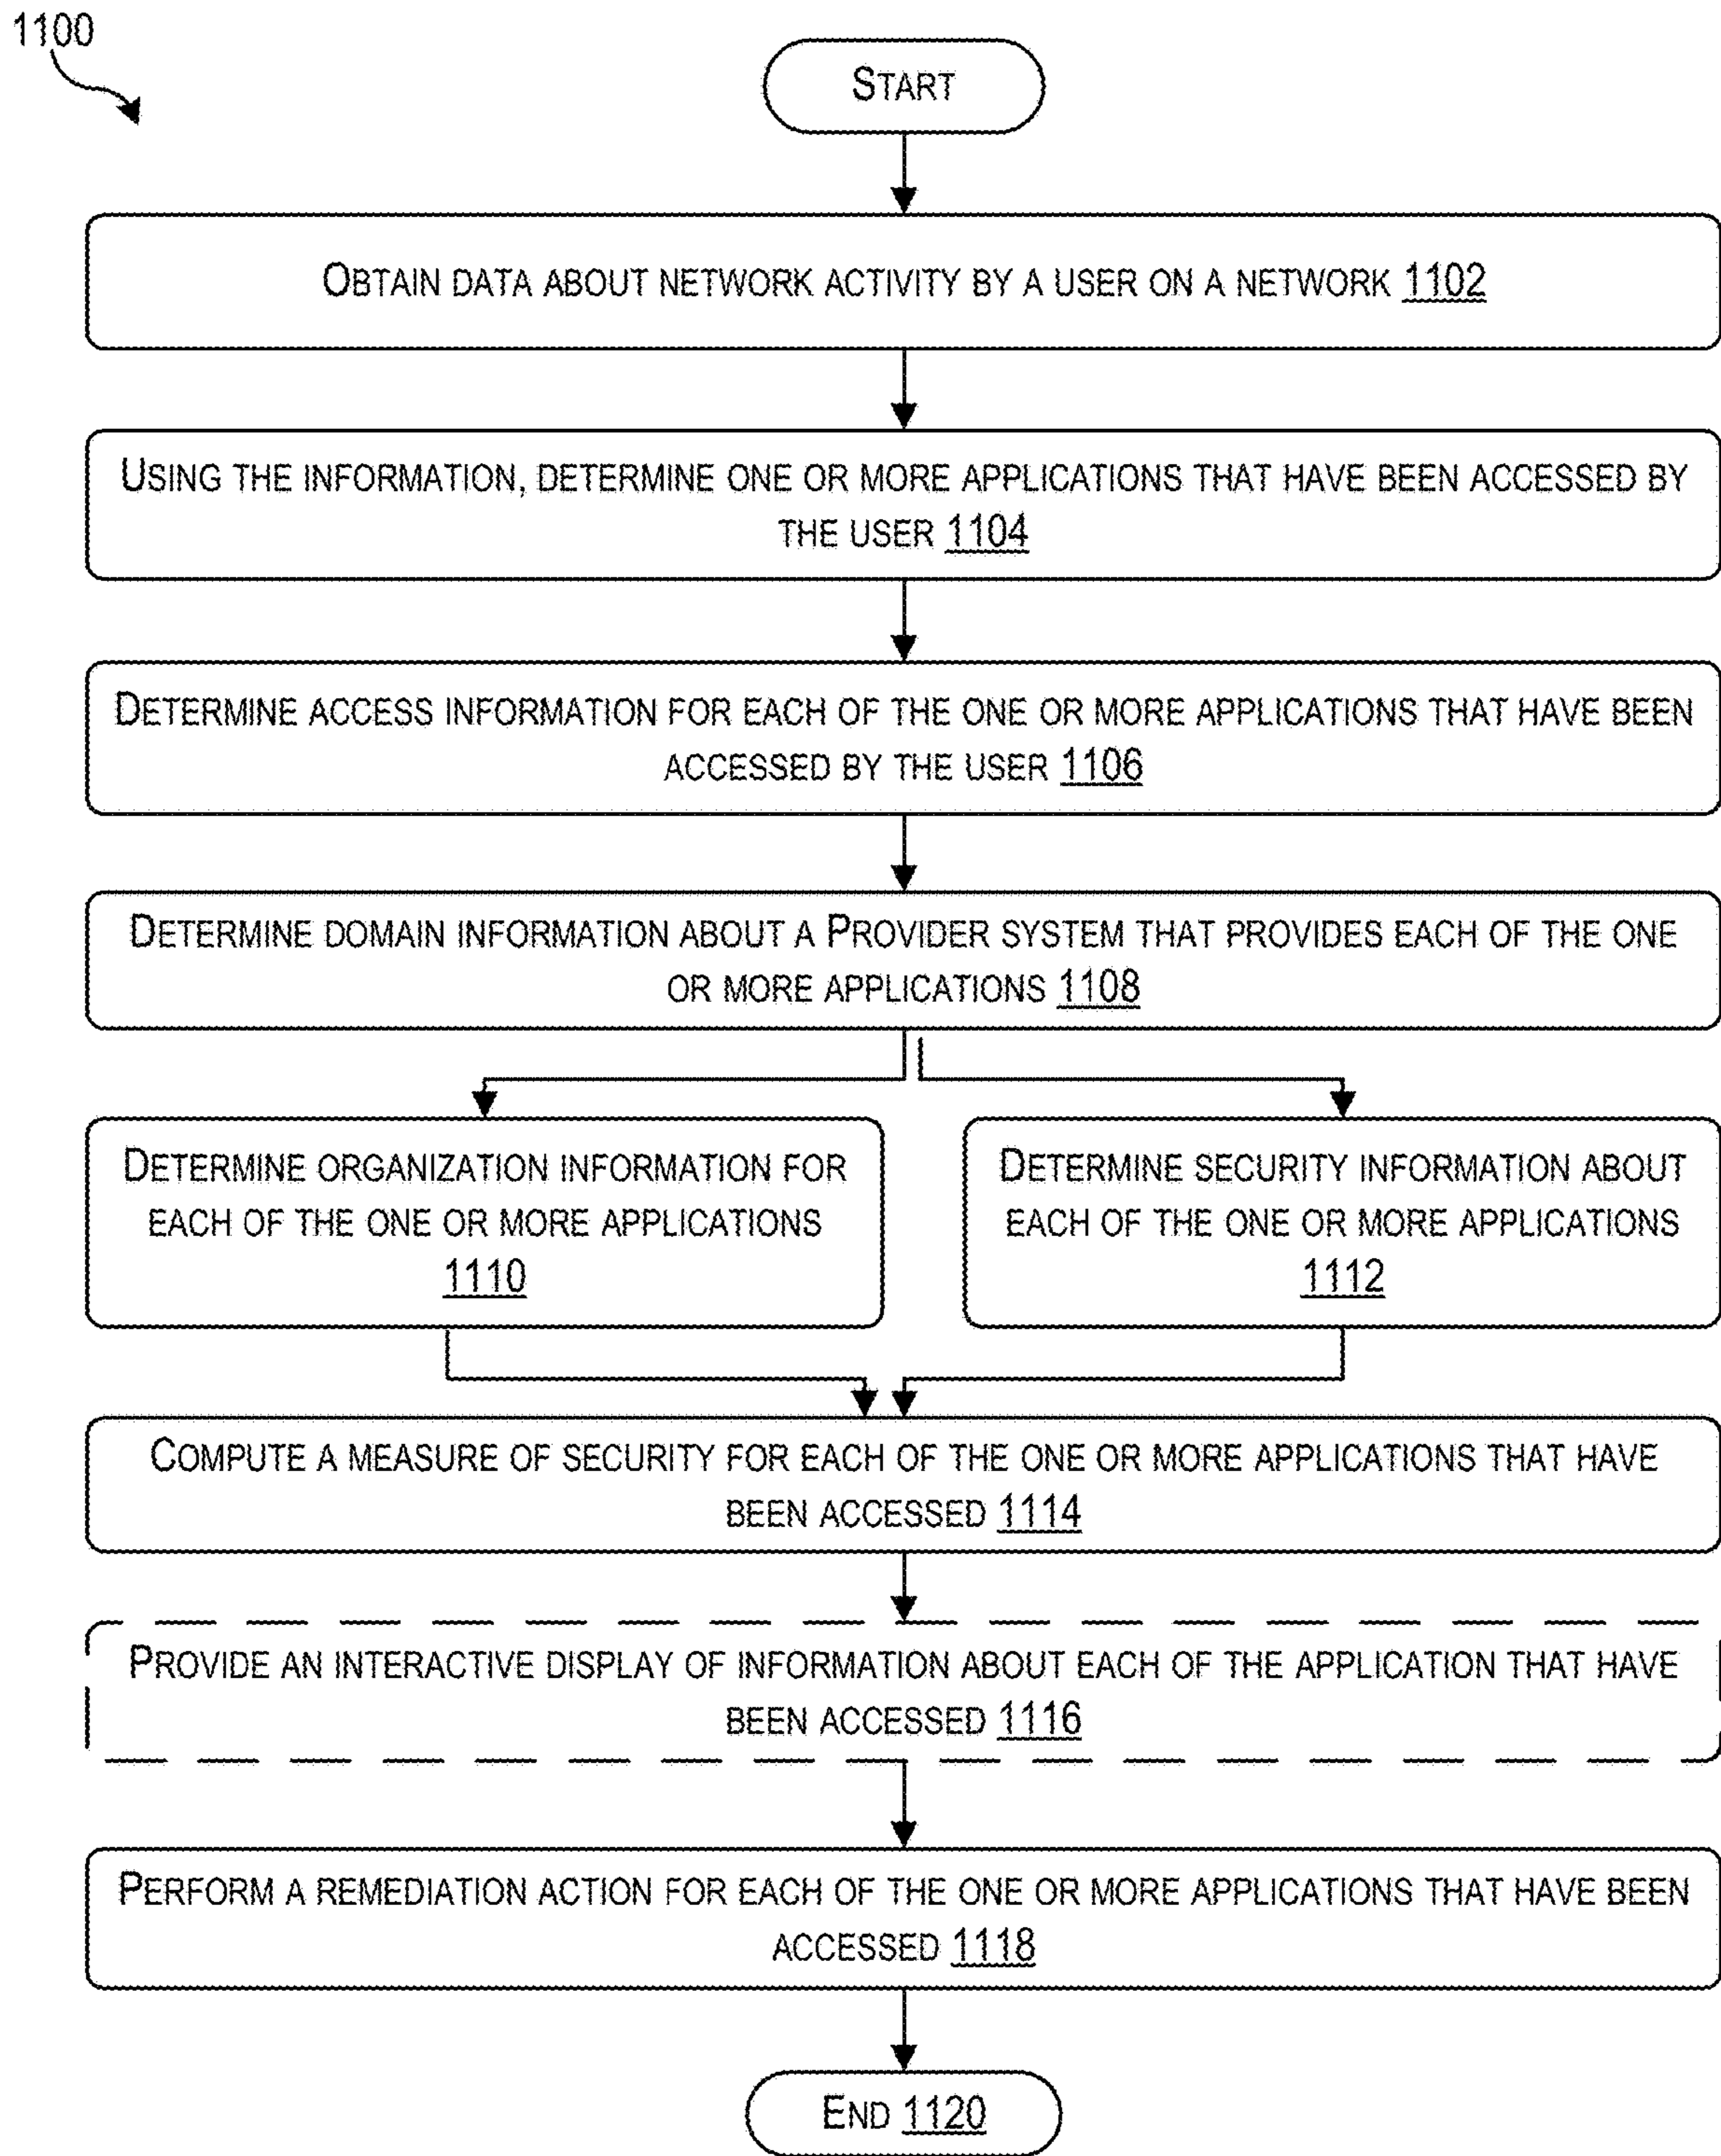 1100
START
OBTAIN DATA ABOUT NETWORK ACTIVITY BY A USER ON A NETWORK 1102
USING THE INFORMATION, DETERMINE ONE OR MORE APPLICATIONS THAT HAVE BEEN ACCESSED BY
THE USER 1104
DETERMINE ACCESS INFORMATION FOR EACH OF THE ONE OR MORE APPLICATIONS THAT HAVE BEEN
ACCESSED BY THE USER 1106
DETERMINE DOMAIN INFORMATION ABOUT A PROVIDER SYSTEM THAT PROVIDES EACH OF THE ONE
OR MORE APPLICATIONS 1108
DETERMINE ORGANIZATION INFORMATION FOR
EACH OF THE ONE OR MORE APPLICATIONS
1110
DETERMINE SECURITY INFORMATION ABOUT
EACH OF THE ONE OR MORE APPLICATIONS
1112
COMPUTE A MEASURE OF SECURITY FOR EACH OF THE ONE OR MORE APPLICATIONS THAT HAVE
BEEN ACCESSED 1114
PROVIDE AN INTERACTIVE DISPLAY OF INFORMATION ABOUT EACH OF THE APPLICATION THAT HAVE
BEEN ACCESSED 1116
PERFORM A REMEDIATION ACTION FOR EACH OF THE ONE OR MORE APPLICATIONS THAT HAVE BEEN
ACCESSED 1118
END 1120